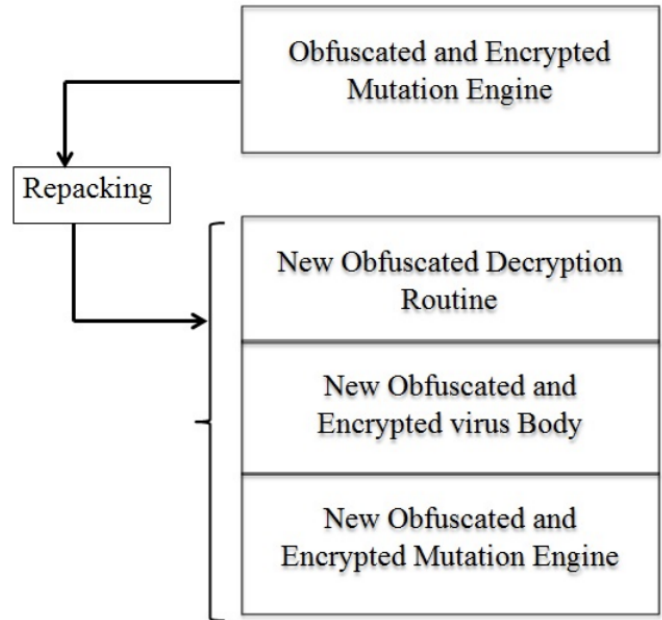 Obfuscated and Encrypted
Mutation Engine
Repacking
New Obfuscated Decryption
Routine
New Obfuscated and
Encrypted virus Body
New Obfuscated and
Encrypted Mutation Engine